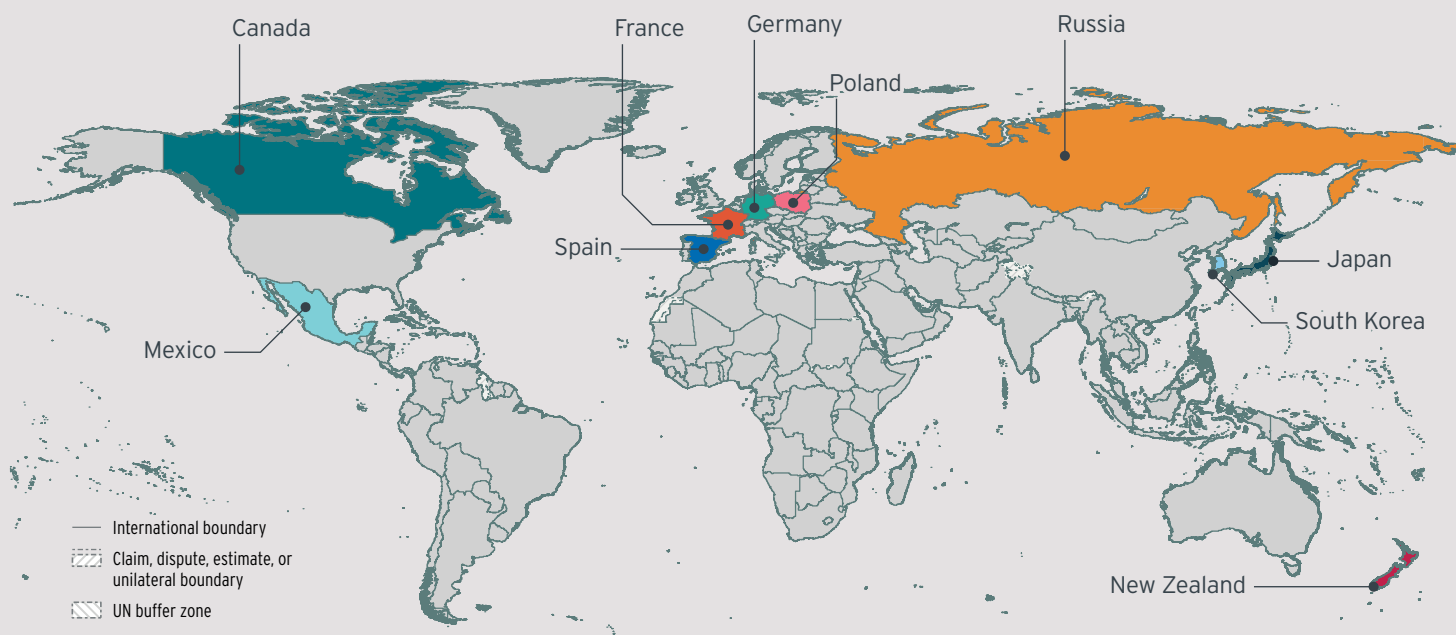 Canada
France
Germany
Russia
Poland
Spain
Japan
South Korea
Mexico
International boundary
Claim, dispute, estimate, or
unilateral boundary
New Zealand
UN buffer zone